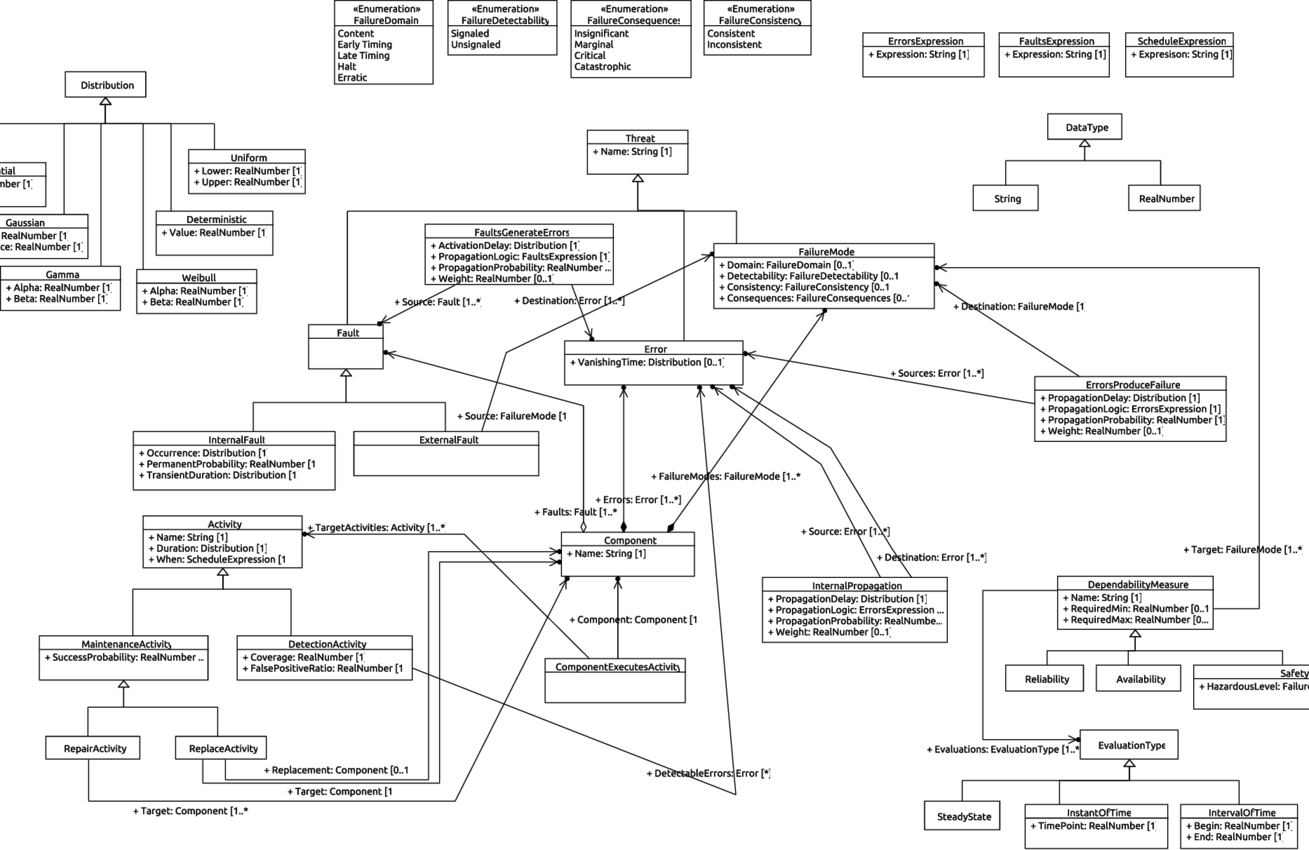 «Enumeration»
FailureDomain
Content
Early Timing
Late Timing
Halt
Erratic
«Enumeration»
FailureDetectability
Signaled
Unsignaled
«Enumeration»
FailureConsequences
Insignificant
Marginal
Critical
Catastrophic
«Enumeration»
FailureConsistency
Consistent
Inconsistent
ErrorsExpression
+ Expression: String [1]
FaultsExpression
+ Expression: String [1]
ScheduleExpression
+ Expresison: String [1]
Distribution
Uniform
+ Lower: RealNumber [1]
+ Upper: RealNumber [1]
tial
mber [1]
Gaussian
RealNumber [1]
ce: RealNumber [1]
Deterministic
+ Value: RealNumber [1]
Gamma
+ Alpha: RealNumber [1]
+ Beta: RealNumber [1]
Weibull
+ Alpha: RealNumber [1]
+ Beta: RealNumber [1]
Threat
+ Name: String [1]
DataType
String
RealNumber
FaultsGenerateErrors
+ ActivationDelay: Distribution [1]
+ PropagationLogic: FaultsExpression [1]
+ PropagationProbability: RealNumber ...
+ Weight: RealNumber [0..1]
FailureMode
+ Domain: FailureDomain [0..1]
+ Detectability: FailureDetectability [0..1
+ Consistency: FailureConsistency [0..1
+ Consequences: FailureConsequences [0..
+ Source: Fault [1..*]
+ Destination: Error [1..*]
+ Destination: FailureMode [1]
Fault
Error
+ VanishingTime: Distribution [0..1]
+ Sources: Error [1..*]
ErrorsProduceFailure
+ PropagationDelay: Distribution [1]
+ PropagationLogic: ErrorsExpression [1]
+ PropagationProbability: RealNumber [1]
+ Weight: RealNumber [0..1]
+ Source: FailureMode [1
InternalFault
+ Occurrence: Distribution [1]
+ PermanentProbability: RealNumber [1
+ TransientDuration: Distribution [1]
ExternalFault
+ FailureModes: FailureMode [1..*
+ Errors: Error [1..*]
+ Faults: Fault [1..*
Activity
+ Name: String [1]
+ Duration: Distribution [1]
+ When: ScheduleExpression [1
+ TargetActivities: Activity [1..*
Component
+ Name: String [1]
+ Source: Error [1..*]
+ Destination: Error [1..*]
+ Target: FailureMode [1..*
InternalPropagation
+ PropagationDelay: Distribution [1]
+ PropagationLogic: ErrorsExpression ...
+ PropagationProbability: RealNumbe...
+ Weight: RealNumber [0..1]
DependabilityMeasure
+ Name: String [1]
+ RequiredMin: RealNumber [0..1
+ RequiredMax: RealNumber [0...
+ Component: Component [1
MaintenanceActivity
+ SuccessProbability: RealNumber ...
DetectionActivity
+ Coverage: RealNumber [1]
+ FalsePositiveRatio: RealNumber [1
ComponentExecutesActivity
Reliability
Availability
Safety
+ HazardousLevel: Failure
RepairActivity
ReplaceActivity
+ Evaluations: EvaluationType [1..*
EvaluationType
+ Replacement: Component [0..1
+ DetectableErrors: Error [*]
+ Target: Component [1
+ Target: Component [1..*
SteadyState
InstantOfTime
+ TimePoint: RealNumber [1]
IntervalOfTime
+ Begin: RealNumber [1]
+ End: RealNumber [1]